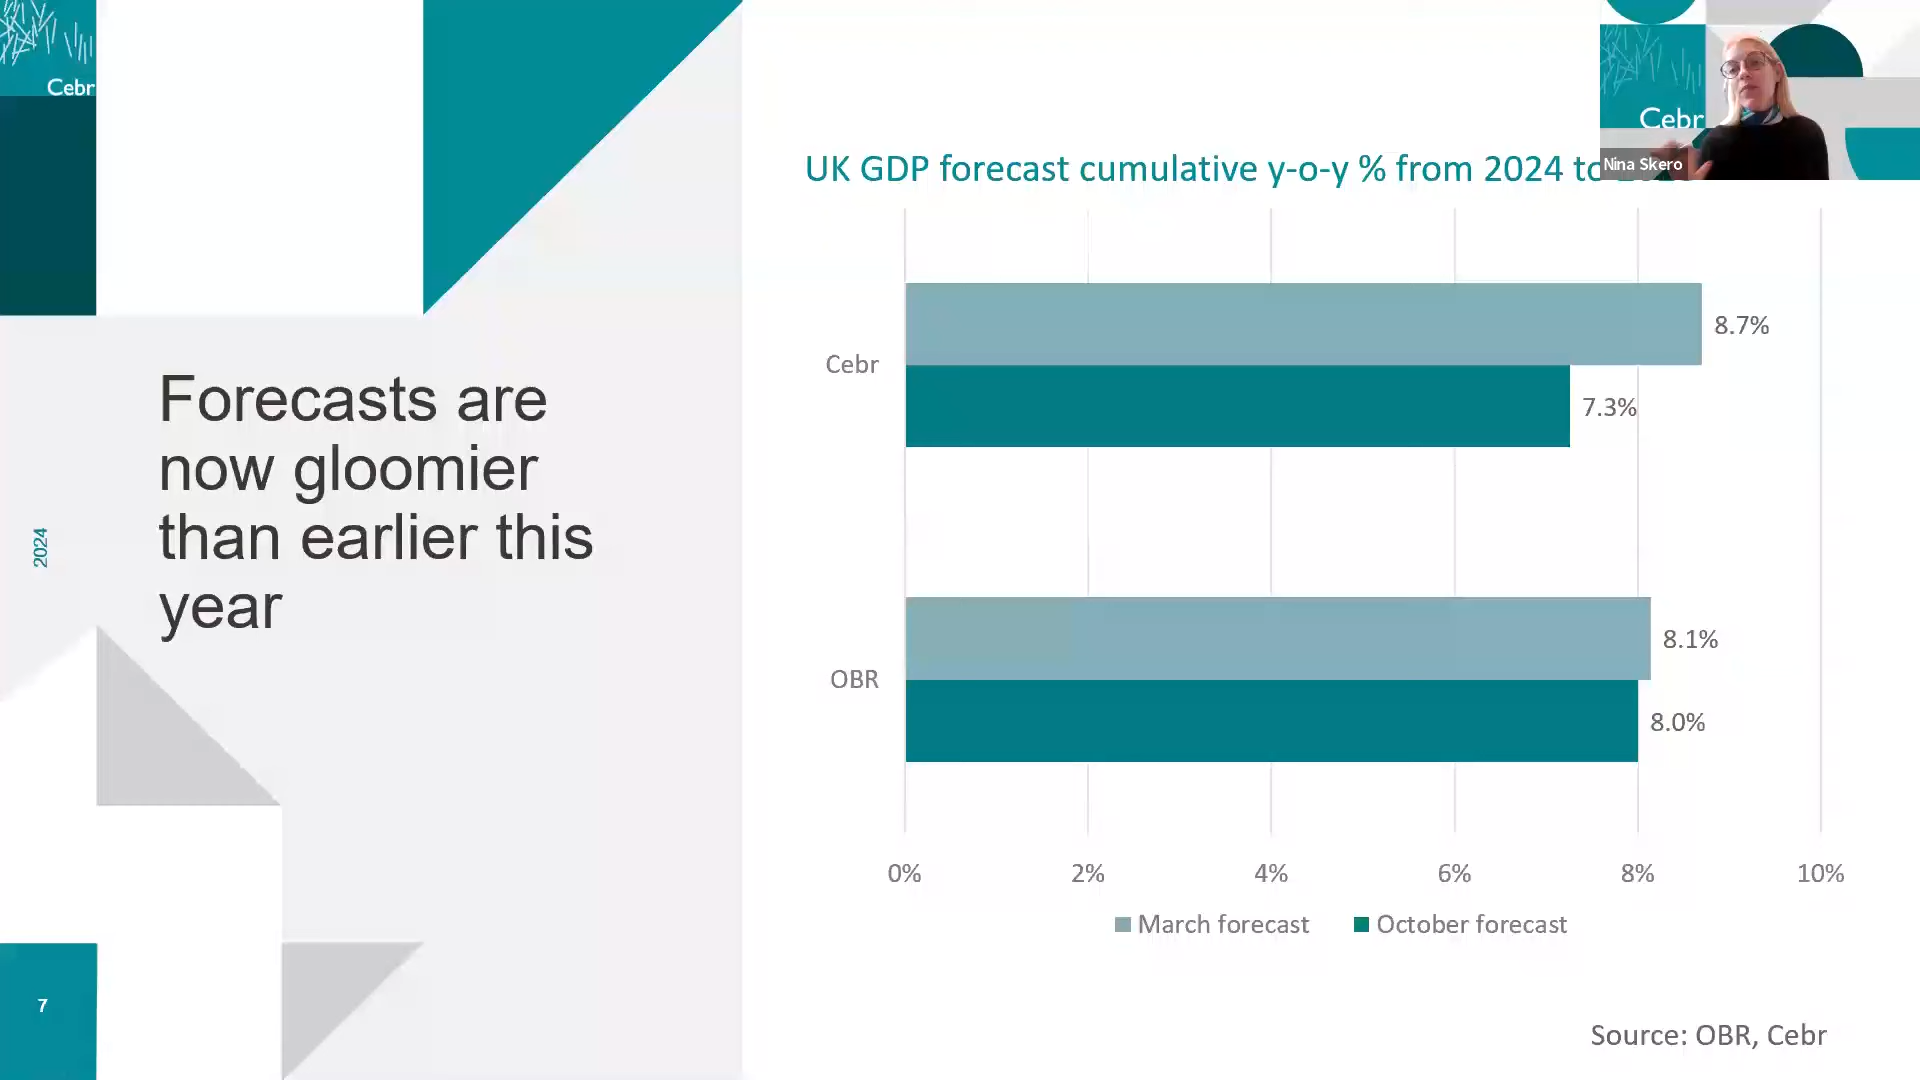 Cebr
Cebr
Nina Skero
UK GDP forecast cumulative y-o-y % from 2024 to
Forecasts are
now gloomier
than earlier this
year
2024
7
Cebr
8.7%
7.3%
OBR
8.1%
8.0%
0% 2% 4% 6% 8% 10%
March forecast October forecast
Source: OBR, Cebr